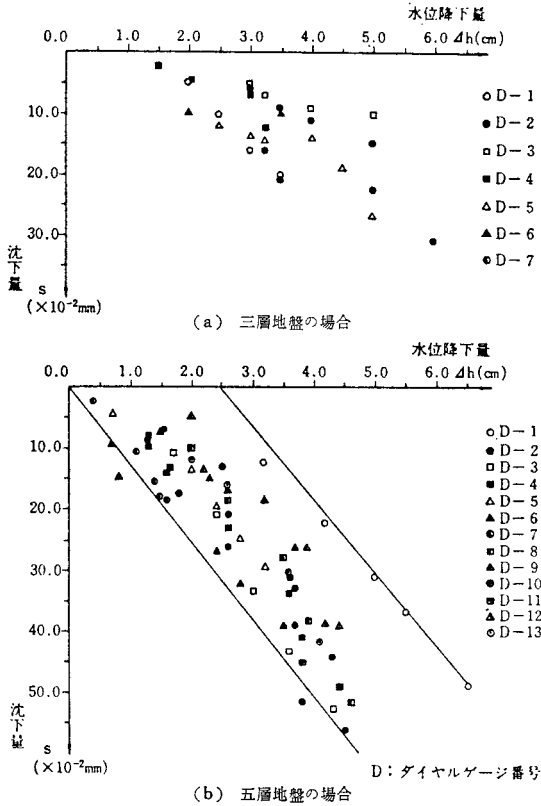 水位降下量
0 1.0 2.0 3.0 4.0 5.0 6.0 Δh(cm)
10.0
20.0
30.0
沈下量
s
(×10⁻²mm)
D-1
D-2
D-3
D-4
D-5
D-6
D-7
(a) 三層地盤の場合
水位降下量
0.0 1.0 2.0 3.0 4.0 5.0 6.0 Δh(cm)
10.0
20.0
30.0
40.0
50.0
沈下量
s
(×10⁻²mm)
D-1
D-2
D-3
D-4
D-5
D-6
D-7
D-8
D-9
D-10
D-11
D-12
D-13
D:ダイヤルゲージ番号
(b) 五層地盤の場合